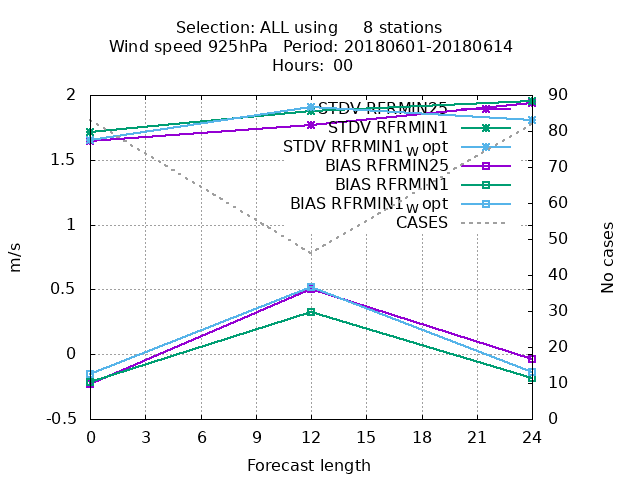 Selection: ALL using     8 stations
Wind speed 925hPa   Period: 20180601-20180614
Hours:  00
2
1.5
1
0.5
0
-0.5
m/s
90
80
70
60
50
40
30
20
10
0
No cases
STDV RFRMIN25
STDV RFRMIN1
STDV RFRMIN1_W opt
BIAS RFRMIN25
BIAS RFRMIN1
BIAS RFRMIN1_W opt
CASES
0 3 6 9 12 15 18 21 24
Forecast length